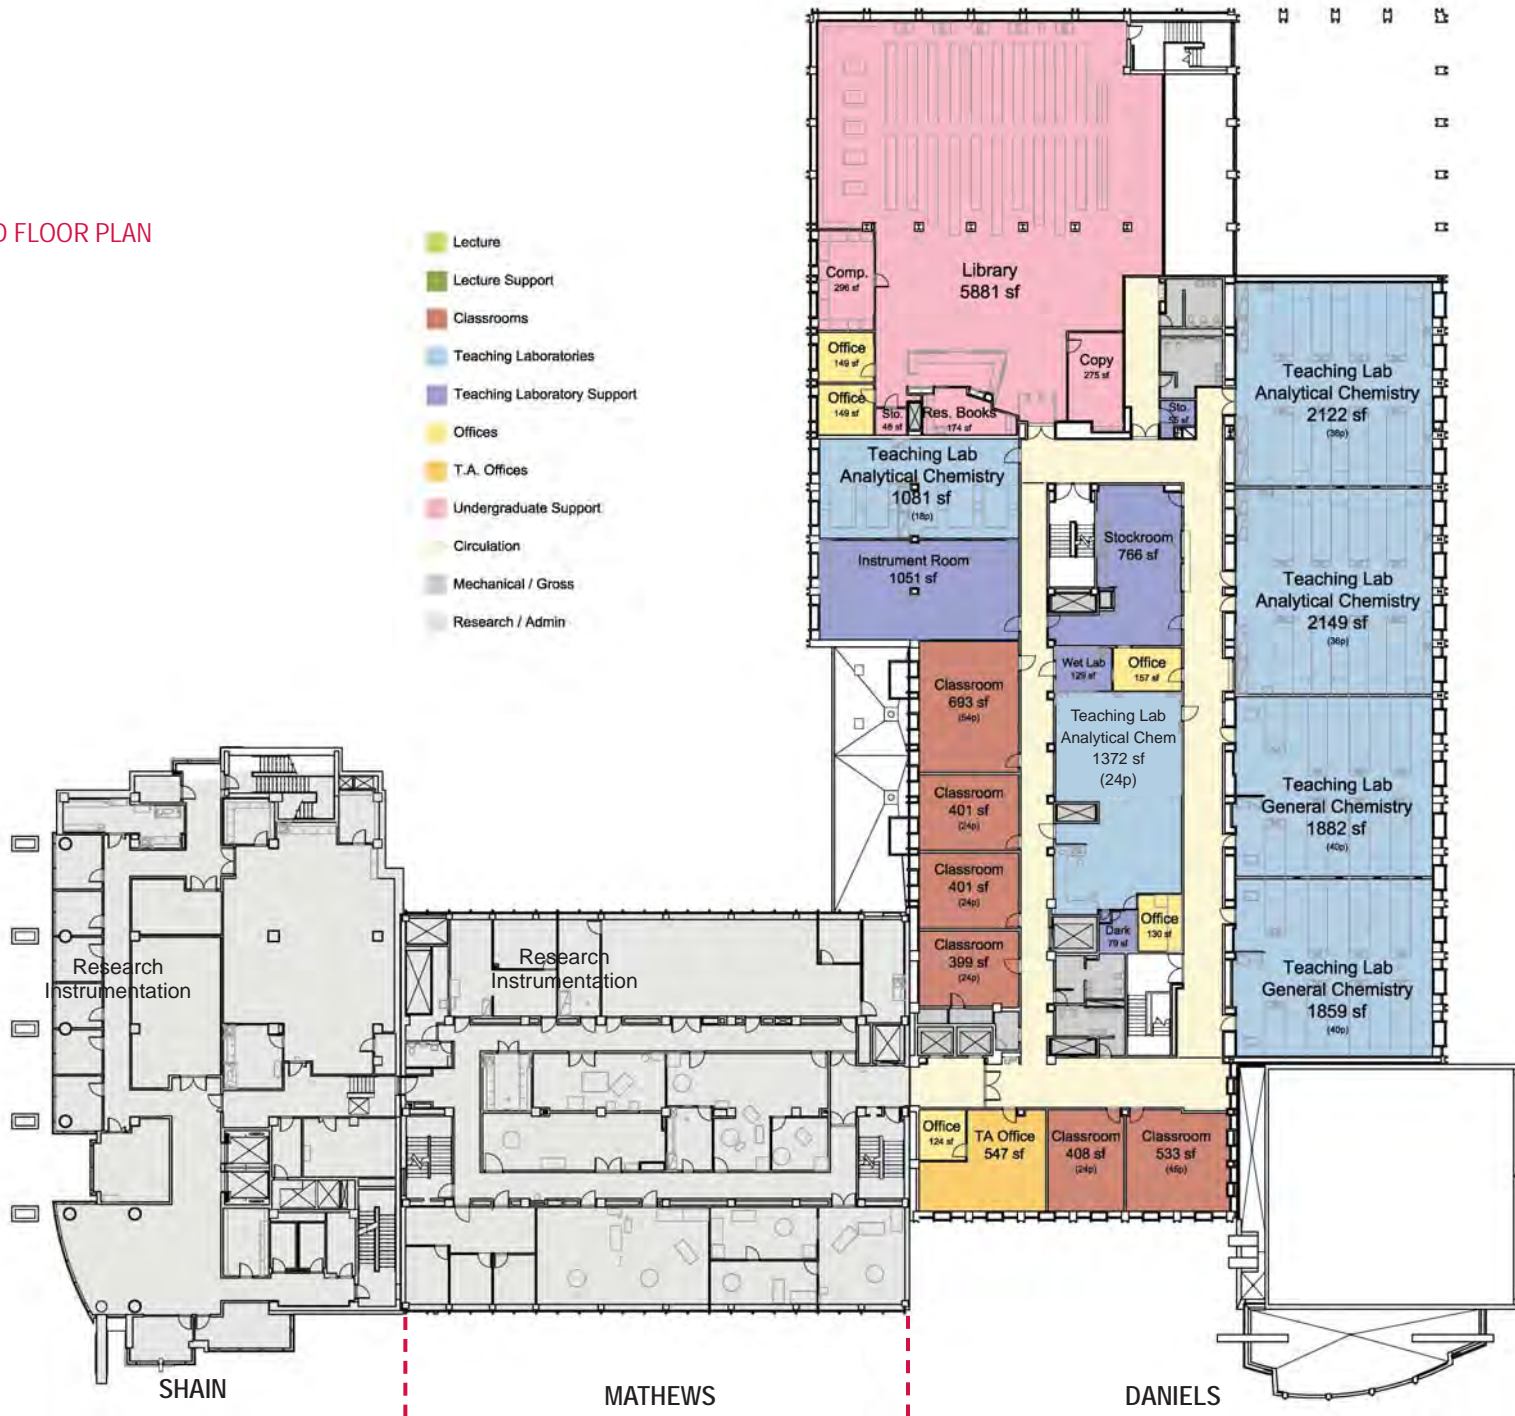 FLOOR PLAN
Lecture
Lecture Support
Classrooms
Teaching Laboratories
Teaching Laboratory Support
Offices
T.A. Offices
Undergraduate Support
Circulation
Mechanical / Gross
Research / Admin
Library
5881 sf
Comp.
296 sf
Office
149 sf
Office
149 sf
Sto.
48 sf
Res. Books
174 sf
Copy
275 sf
Sto.
Teaching Lab
Analytical Chemistry
2122 sf
(36p)
Teaching Lab
Analytical Chemistry
1081 sf
(18p)
Instrument Room
1051 sf
Stockroom
766 sf
Teaching Lab
Analytical Chemistry
2149 sf
(36p)
Wet Lab
129 sf
Office
157 sf
Classroom
693 sf
(54p)
Teaching Lab
Analytical Chem
1372 sf
(24p)
Classroom
401 sf
(24p)
Teaching Lab
General Chemistry
1882 sf
(40p)
Classroom
401 sf
(24p)
Office
130 sf
Dark
79 sf
Classroom
399 sf
(24p)
Teaching Lab
General Chemistry
1859 sf
(40p)
Research
Instrumentation
Research
Instrumentation
Office
124 sf
TA Office
547 sf
Classroom
408 sf
(24p)
Classroom
533 sf
(46p)
SHAIN
MATHEWS
DANIELS